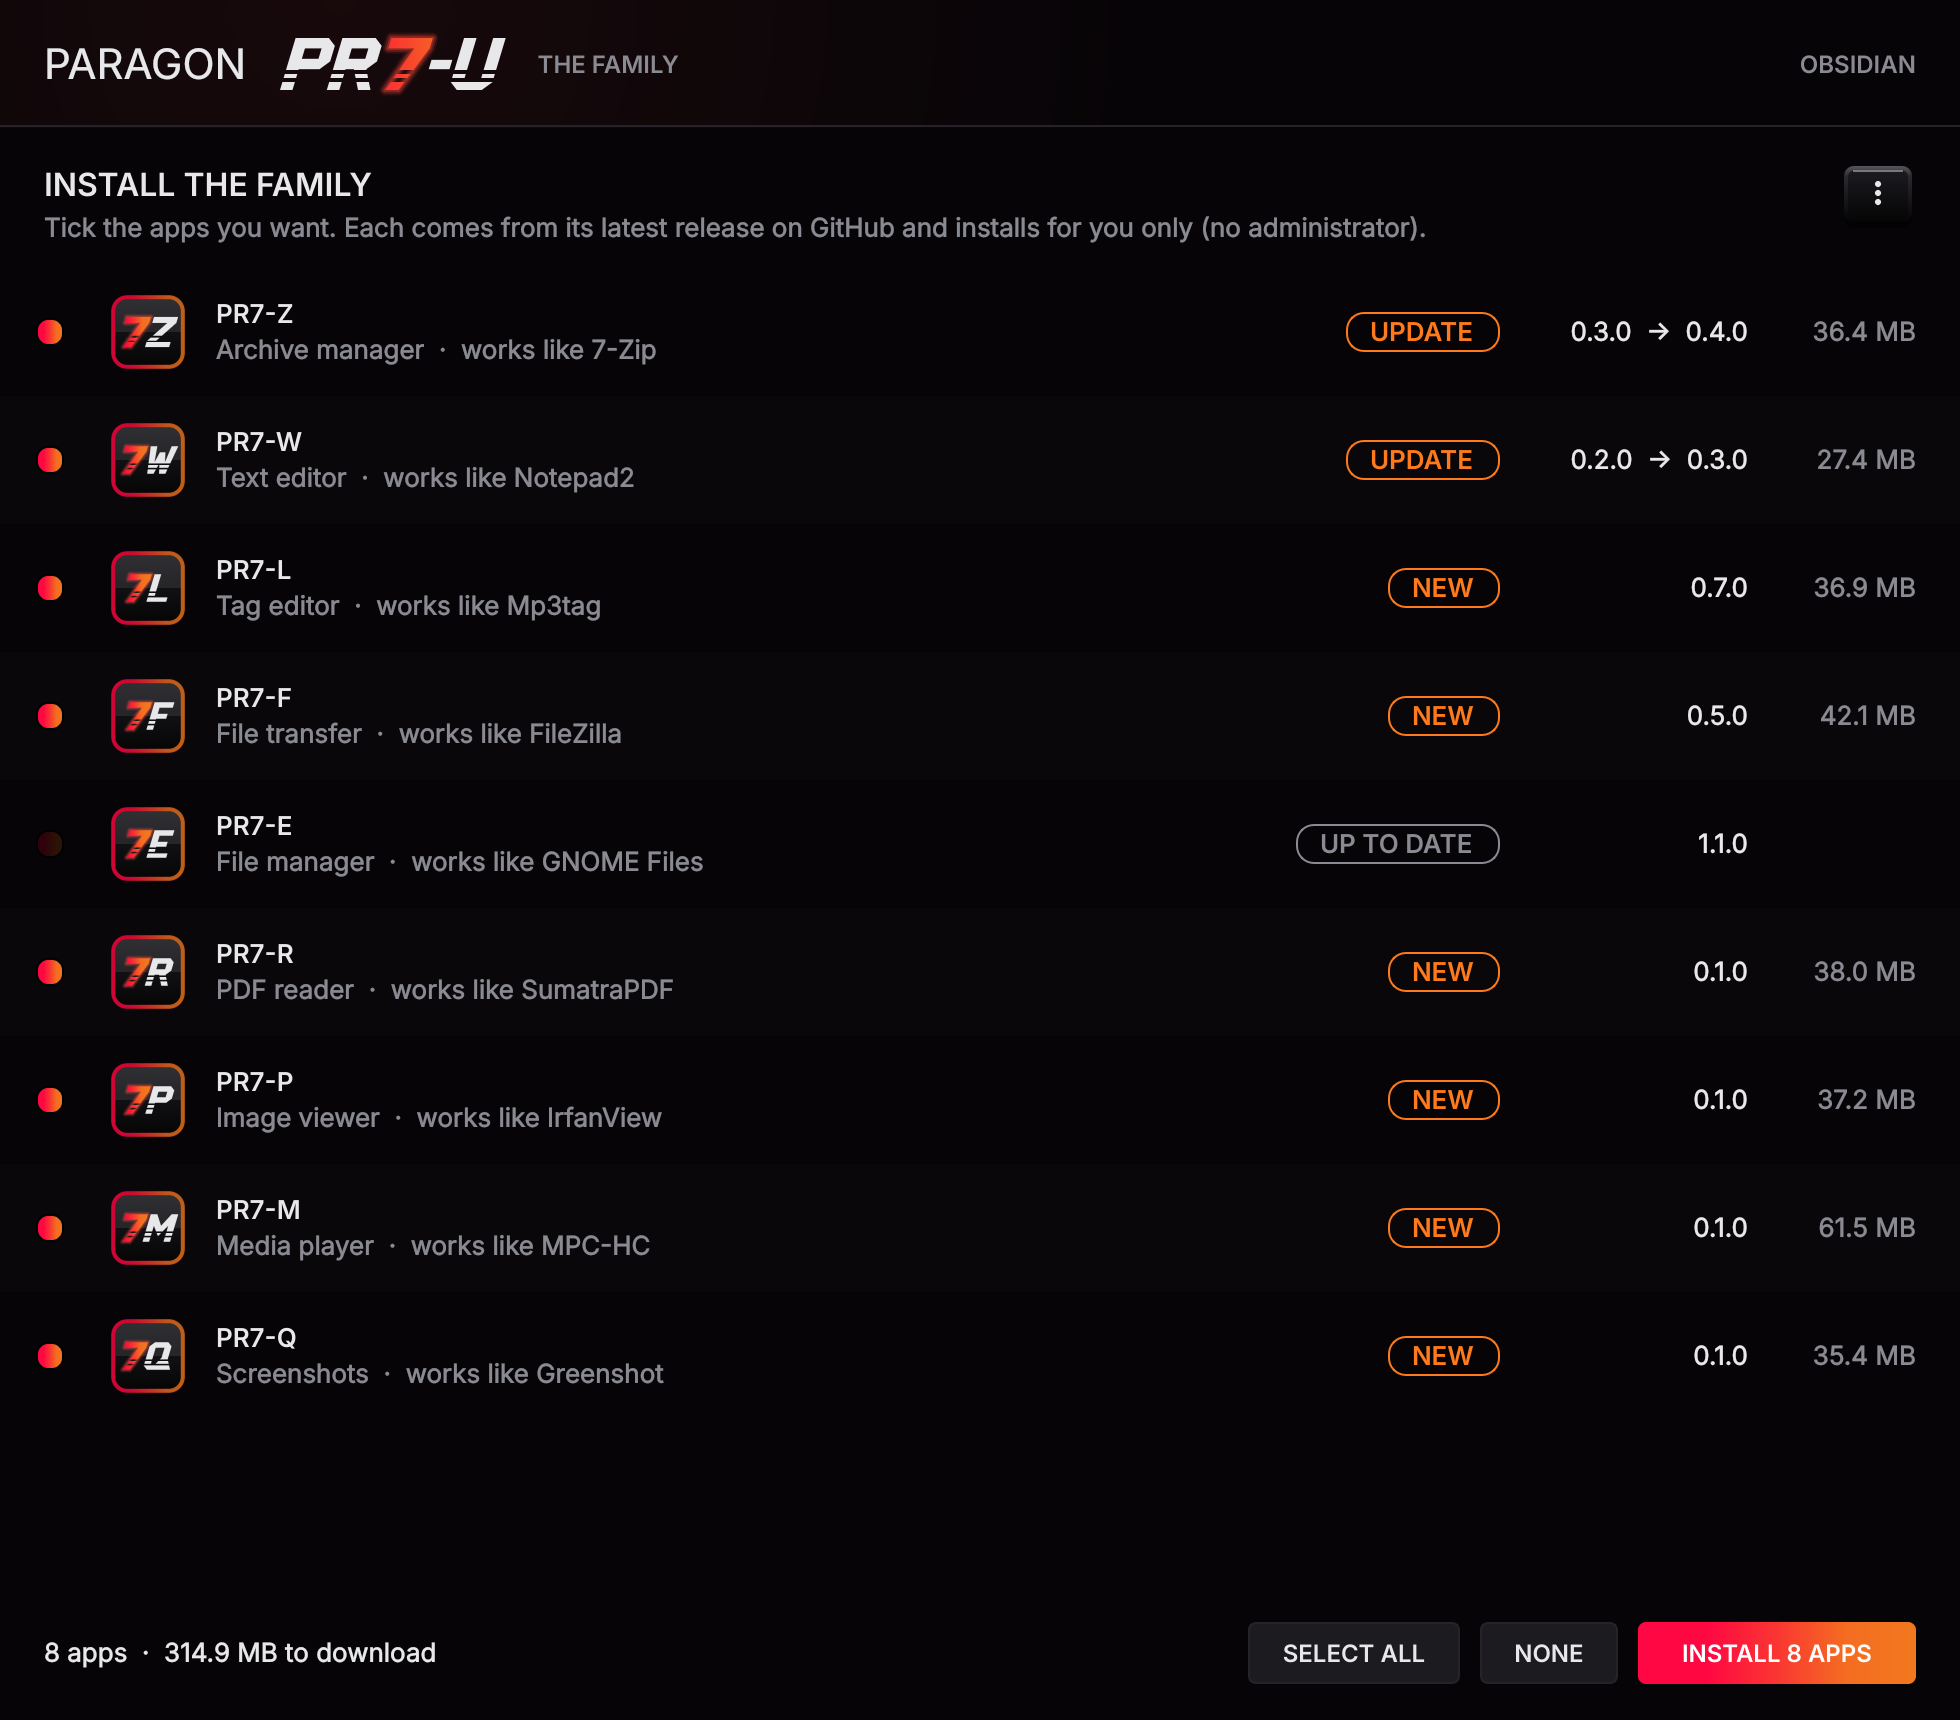 PARAGON PR7-U THE FAMILY OBSIDIAN
INSTALL THE FAMILY
Tick the apps you want. Each comes from its latest release on GitHub and installs for you only (no administrator).
7Z PR7-Z UPDATE 0.3.0 → 0.4.0 36.4 MB
Archive manager · works like 7-Zip
7W PR7-W UPDATE 0.2.0 → 0.3.0 27.4 MB
Text editor · works like Notepad2
7L PR7-L NEW 0.7.0 36.9 MB
Tag editor · works like Mp3tag
7F PR7-F NEW 0.5.0 42.1 MB
File transfer · works like FileZilla
7E PR7-E UP TO DATE 1.1.0
File manager · works like GNOME Files
7R PR7-R NEW 0.1.0 38.0 MB
PDF reader · works like SumatraPDF
7P PR7-P NEW 0.1.0 37.2 MB
Image viewer · works like IrfanView
7M PR7-M NEW 0.1.0 61.5 MB
Media player · works like MPC-HC
7Q PR7-Q NEW 0.1.0 35.4 MB
Screenshots · works like Greenshot
8 apps · 314.9 MB to download SELECT ALL NONE INSTALL 8 APPS